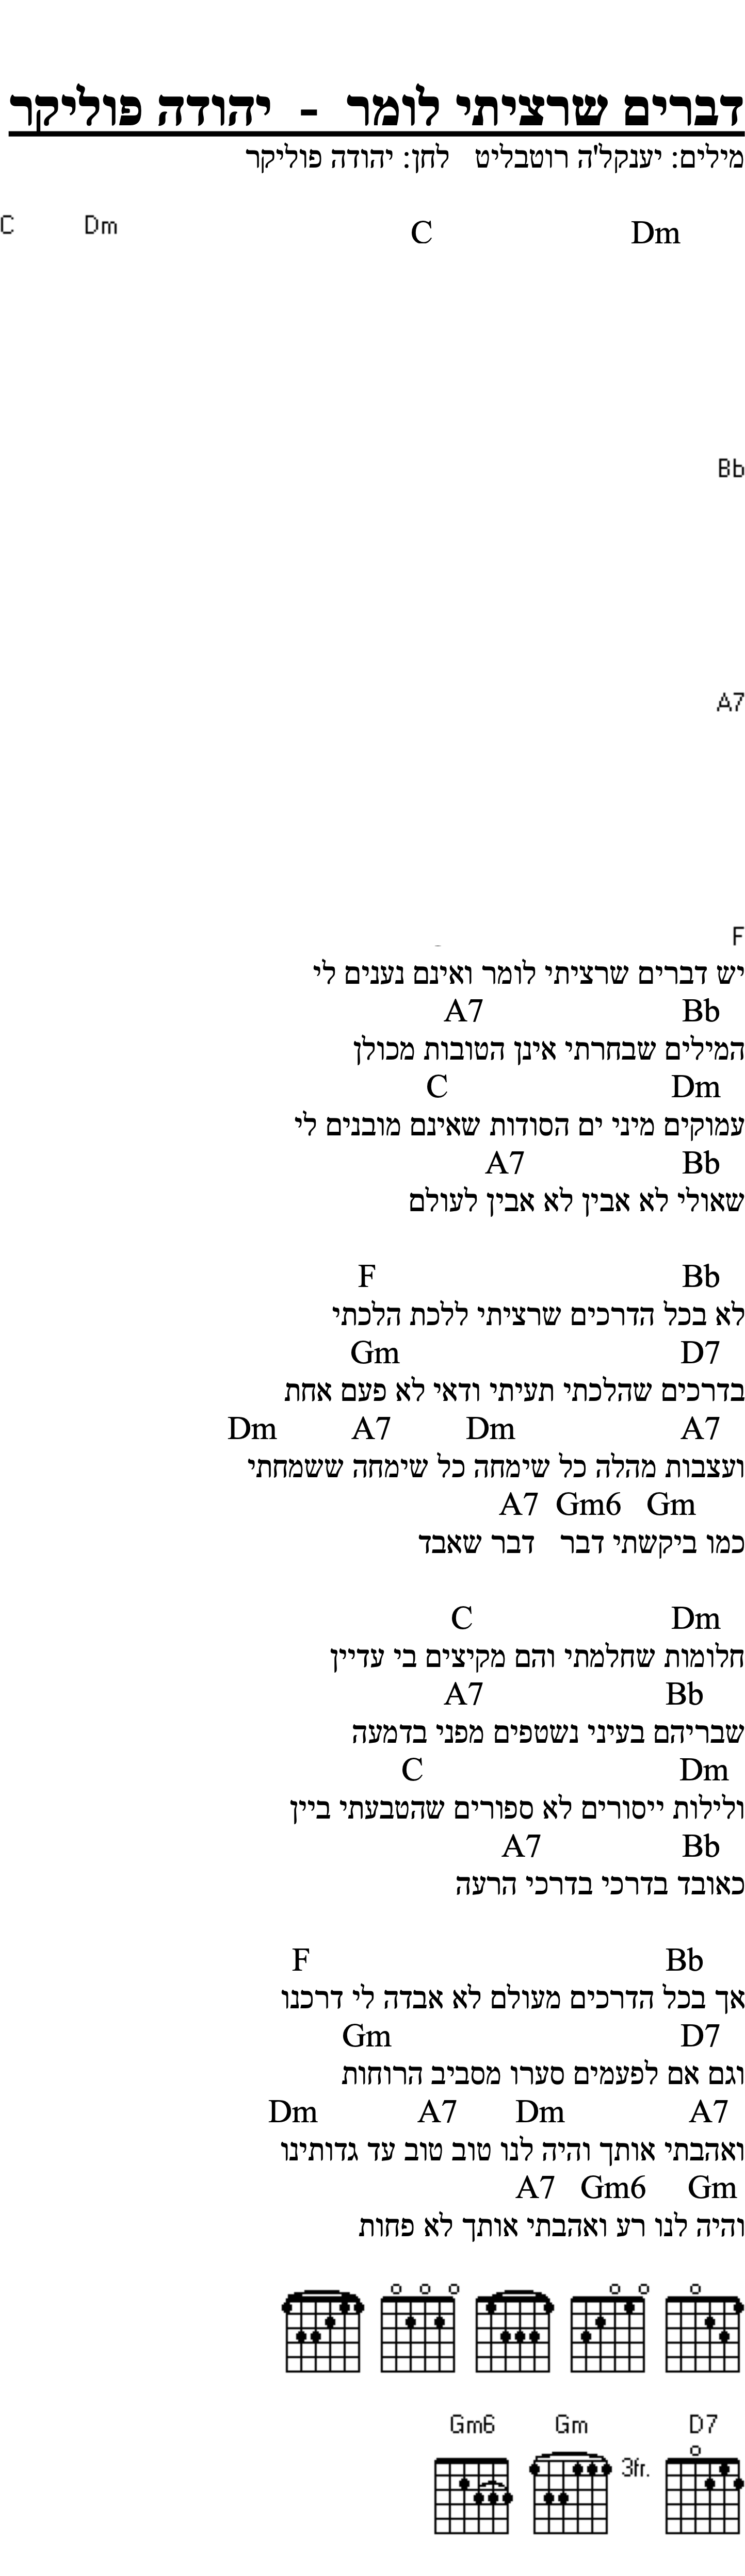 דברים שרציתי לומר - יהודה פוליקר
מילים: יענקל'ה רוטבליט   לחן: יהודה פוליקר
C Dm C Dm
Bb
A7
F
יש דברים שרציתי לומר ואינם נענים לי
A7 Bb
המילים שבחרתי אינן הטובות מכולן
C Dm
עמוקים מיני ים הסודות שאינם מובנים לי
A7 Bb
שאולי לא אבין לא אבין לעולם
F Bb
לא בכל הדרכים שרציתי ללכת הלכתי
Gm D7
בדרכים שהלכתי תעיתי ודאי לא פעם אחת
Dm A7 Dm A7
ועצבות מהלה כל שימחה כל שימחה ששמחתי
A7 Gm6 Gm
כמו ביקשתי דבר   דבר שאבד
C Dm
חלומות שחלמתי והם מקיצים בי עדיין
A7 Bb
שבריהם בעיני נשטפים מפני בדמעה
C Dm
ולילות ייסורים לא ספורים שהטבעתי ביין
A7 Bb
כאובד בדרכי בדרכי הרעה
F Bb
אך בכל הדרכים מעולם לא אבדה לי דרכנו
Gm D7
וגם אם לפעמים סערו מסביב הרוחות
Dm A7 Dm A7
ואהבתי אותך והיה לנו טוב טוב עד גדותינו
A7 Gm6 Gm
והיה לנו רע ואהבתי אותך לא פחות
Gm6 Gm D7
3fr.